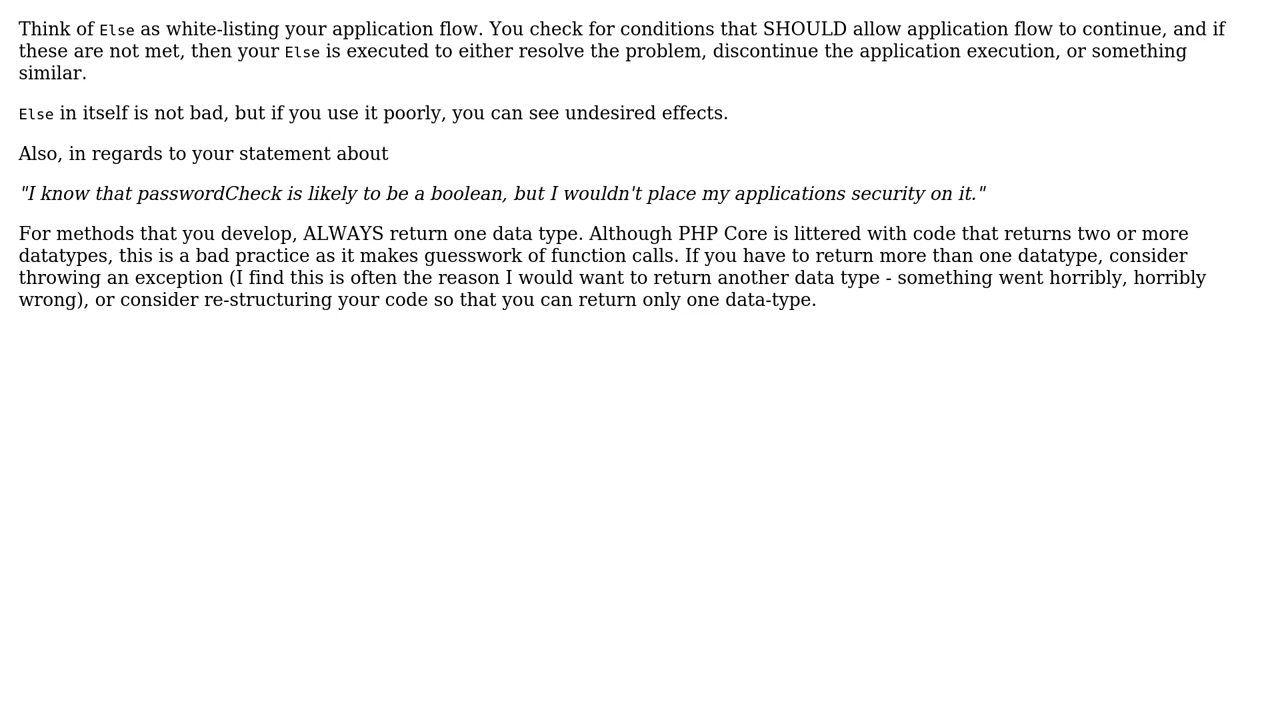 Think of Else as white-listing your application flow. You check for conditions that SHOULD allow application flow to continue, and if
these are not met, then your Else is executed to either resolve the problem, discontinue the application execution, or something
similar.
Else in itself is not bad, but if you use it poorly, you can see undesired effects.
Also, in regards to your statement about
"I know that passwordCheck is likely to be a boolean, but I wouldn't place my applications security on it."
For methods that you develop, ALWAYS return one data type. Although PHP Core is littered with code that returns two or more
datatypes, this is a bad practice as it makes guesswork of function calls. If you have to return more than one datatype, consider
throwing an exception (I find this is often the reason I would want to return another data type - something went horribly, horribly
wrong), or consider re-structuring your code so that you can return only one data-type.